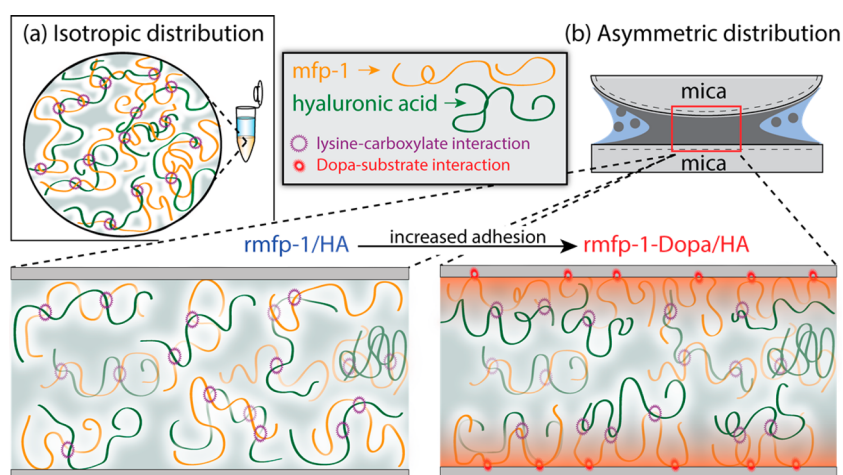 (a) Isotropic distribution
mfp-1
hyaluronic acid
lysine-carboxylate interaction
Dopa-substrate interaction
(b) Asymmetric distribution
mica
mica
rmfp-1/HA
increased adhesion
rmfp-1-Dopa/HA